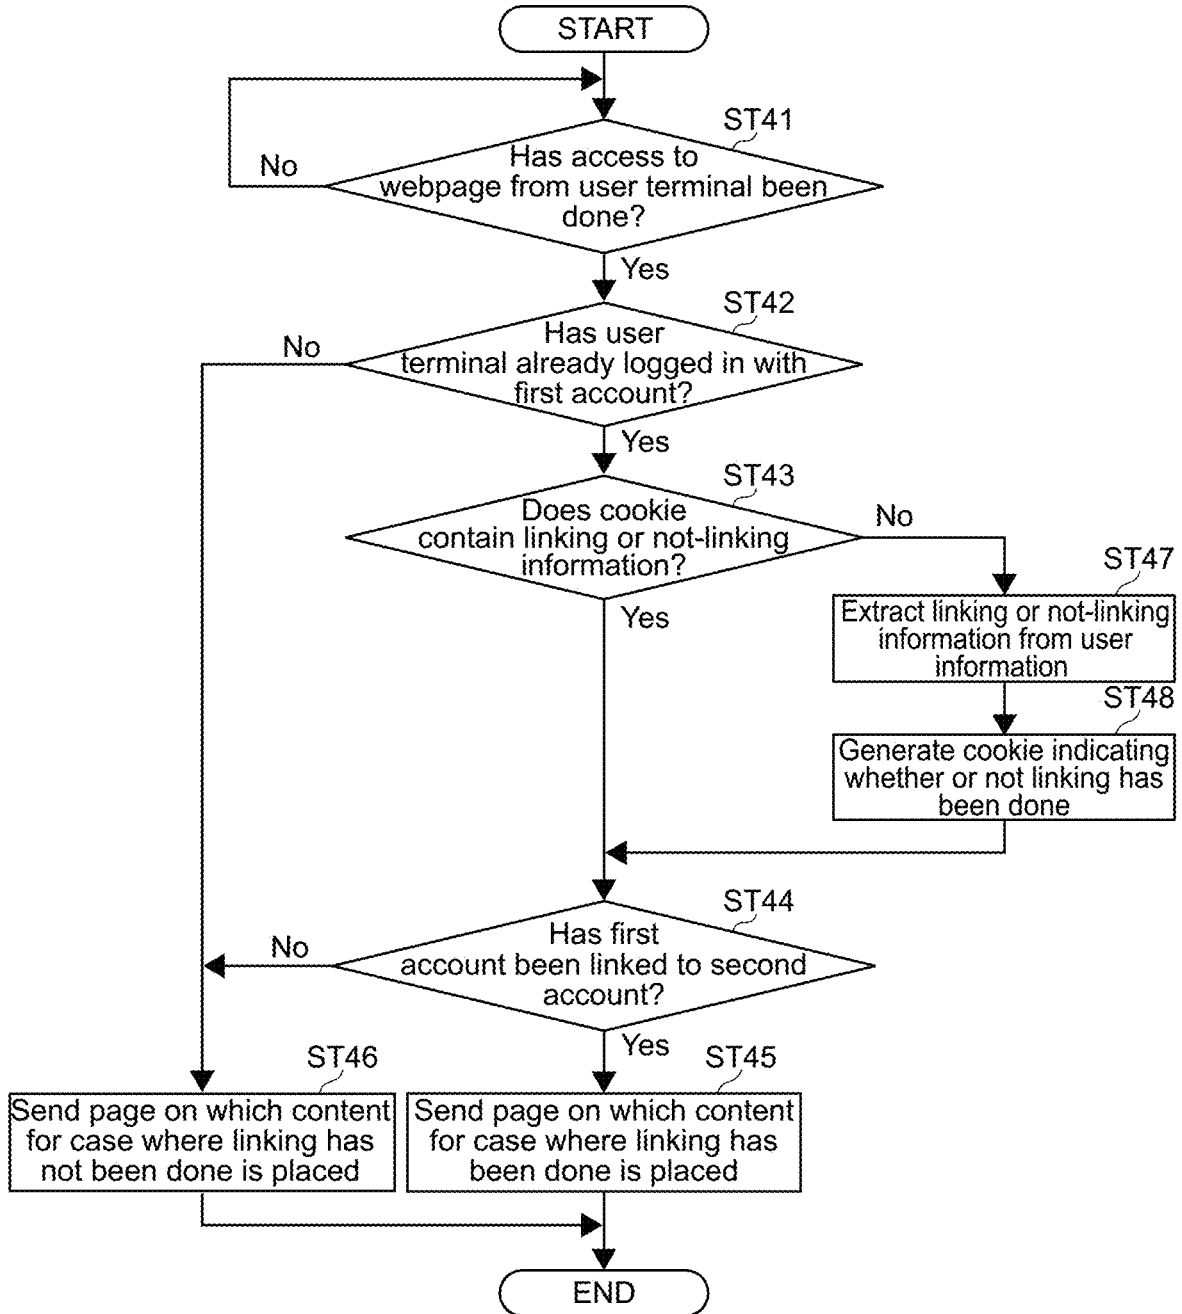 START
ST41
Has access to
webpage from user terminal been
done?
No
Yes
ST42
Has user
terminal already logged in with
first account?
No
Yes
ST43
Does cookie
contain linking or not-linking
information?
No
Yes
ST47
Extract linking or not-linking
information from user
information
ST48
Generate cookie indicating
whether or not linking has
been done
ST44
Has first
account been linked to second
account?
No
Yes
ST46
Send page on which content
for case where linking has
not been done is placed
ST45
Send page on which content
for case where linking has
been done is placed
END